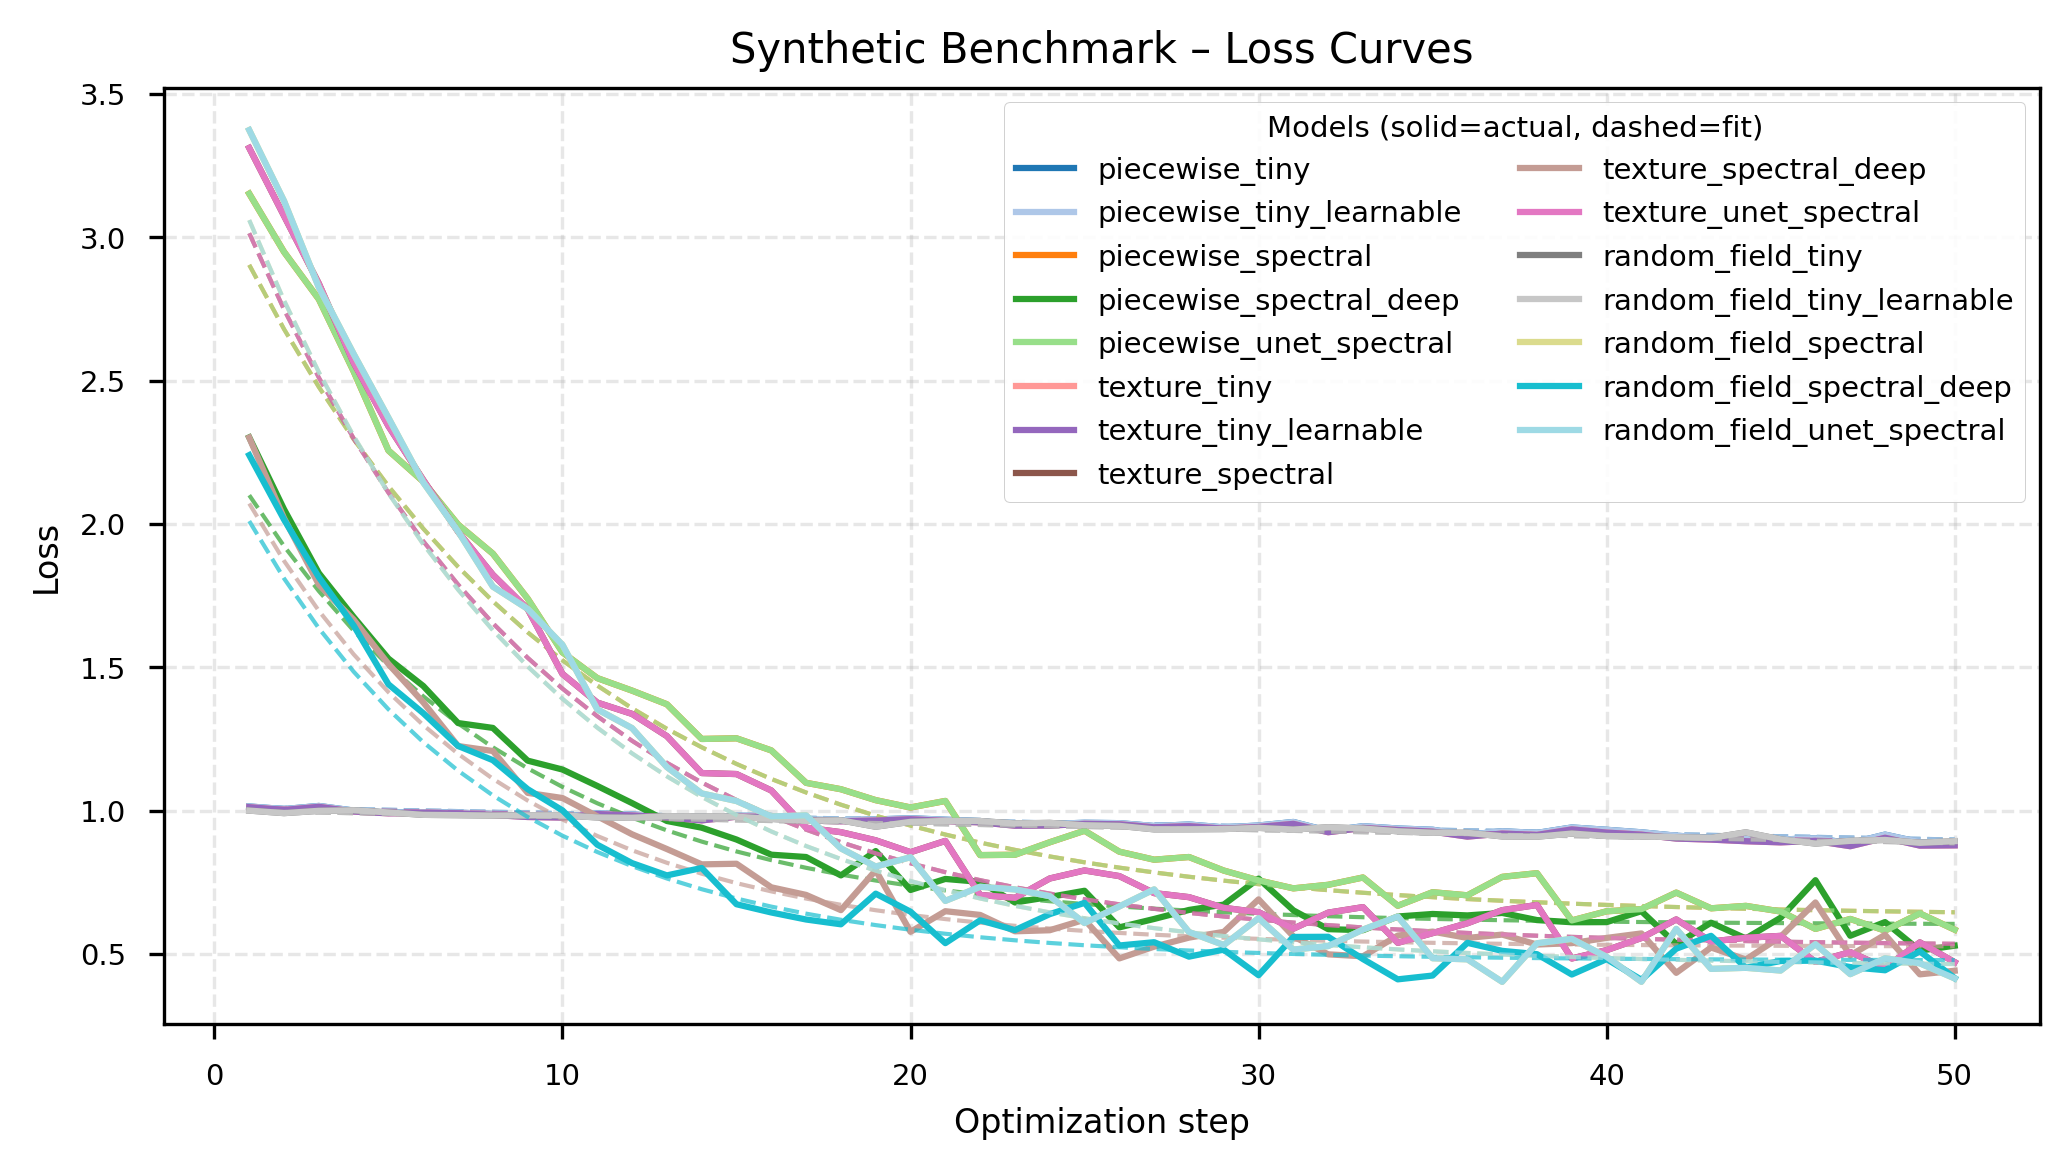 Synthetic Benchmark – Loss Curves
3.5
3.0
2.5
2.0
1.5
1.0
0.5
Loss
Models (solid=actual, dashed=fit)
piecewise_tiny
piecewise_tiny_learnable
piecewise_spectral
piecewise_spectral_deep
piecewise_unet_spectral
texture_tiny
texture_tiny_learnable
texture_spectral
texture_spectral_deep
texture_unet_spectral
random_field_tiny
random_field_tiny_learnable
random_field_spectral
random_field_spectral_deep
random_field_unet_spectral
0
10
20
30
40
50
Optimization step